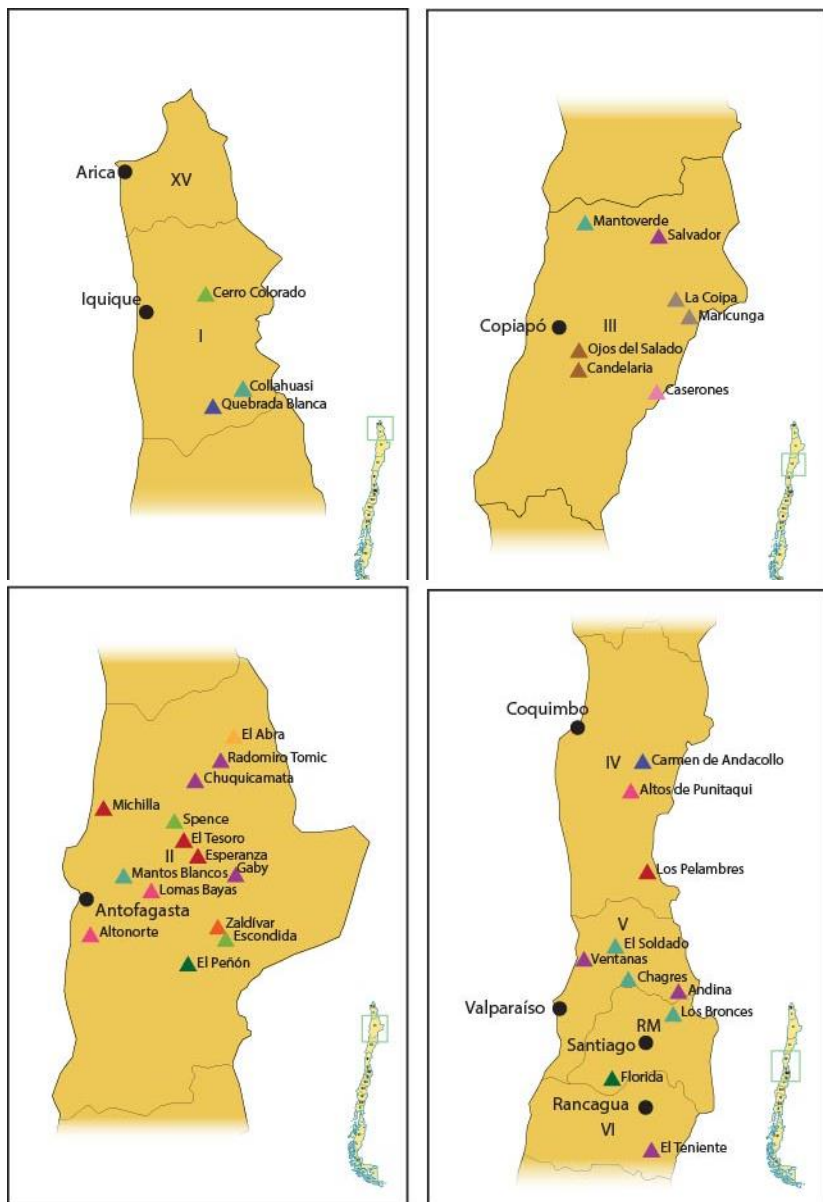 Arica
XV
Cerro Colorado
Iquique
I
Collahuasi
Quebrada Blanca
Mantoverde
Salvador
La Coipa
Maricunga
Copiapó
III
Ojos del Salado
Candelaria
Caserones
El Abra
Radomiro Tomic
Chuquicamata
Michilla
Spence
El Tesoro
II
Esperanza
Mantos Blancos
Gaby
Lomas Bayas
Antofagasta
Zaldívar
Altonorte
Escondida
El Peñón
Coquimbo
IV
Carmen de Andacollo
Altos de Punitaqui
Los Pelambres
V
El Soldado
Ventanas
Chagres
Andina
Valparaíso
Los Bronces
RM
Santiago
Florida
Rancagua
VI
El Teniente